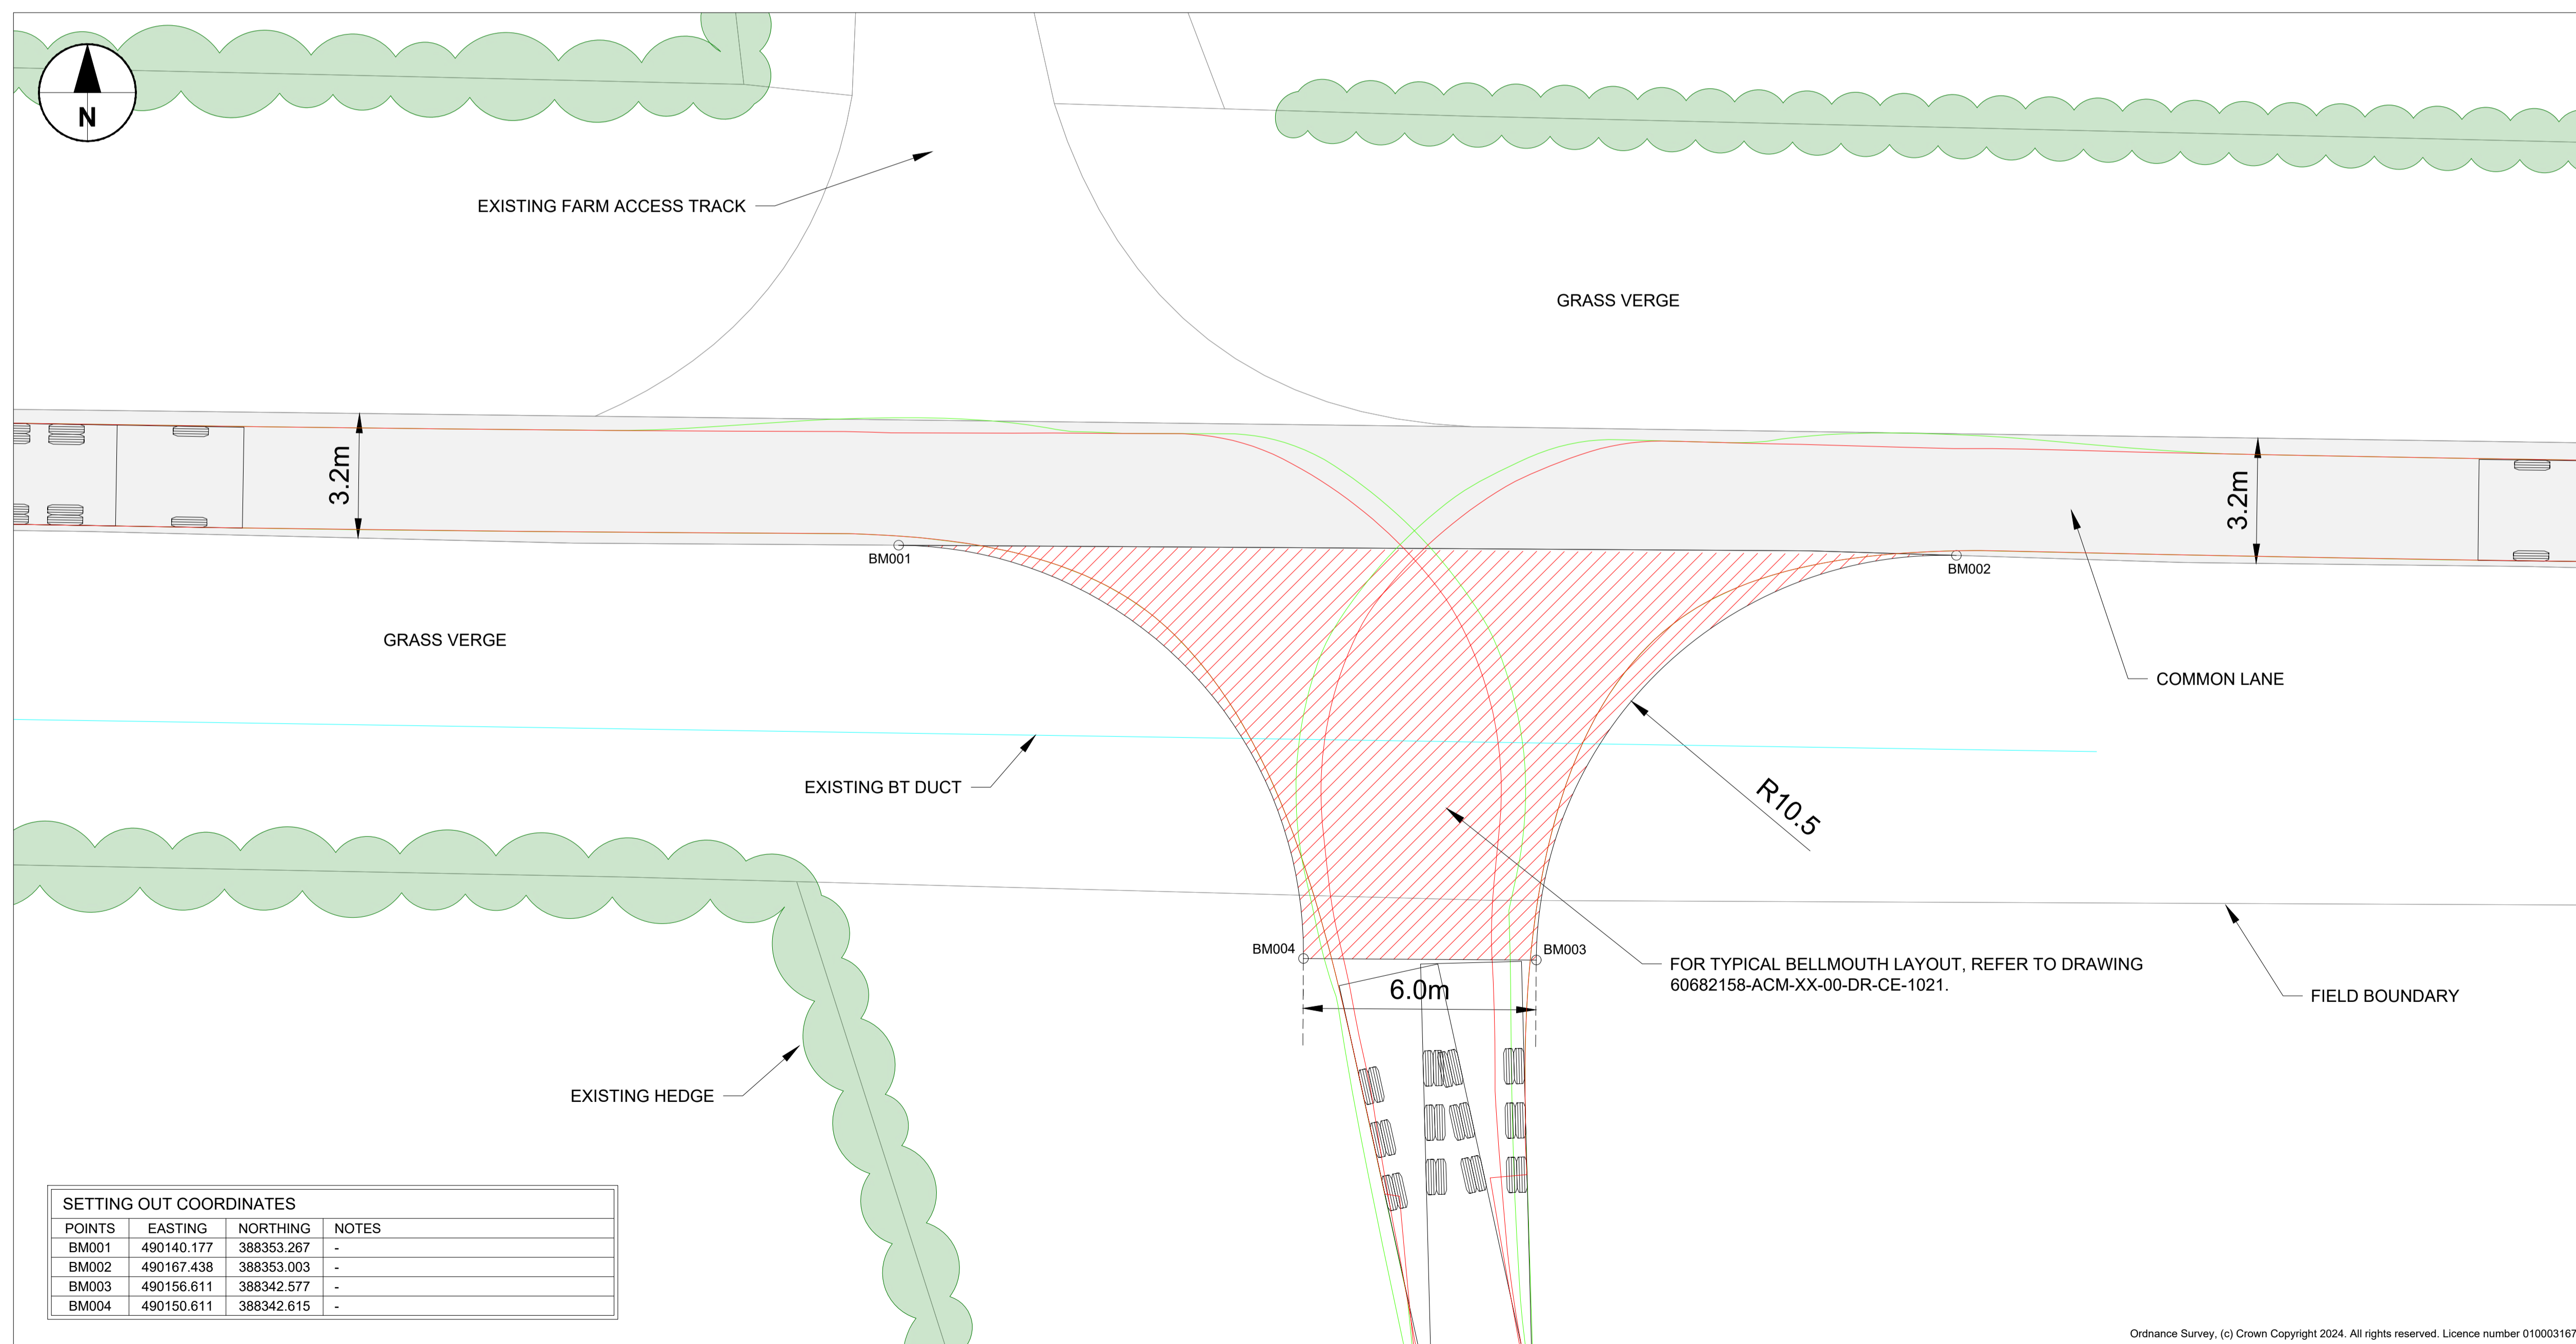 N
EXISTING FARM ACCESS TRACK
GRASS VERGE
3.2m
3.2m
BM001
BM002
GRASS VERGE
COMMON LANE
EXISTING BT DUCT
R10.5
BM004
BM003
FOR TYPICAL BELLMOUTH LAYOUT, REFER TO DRAWING
60682158-ACM-XX-00-DR-CE-1021.
6.0m
FIELD BOUNDARY
EXISTING HEDGE
SETTING OUT COORDINATES
POINTS EASTING NORTHING NOTES
BM001 490140.177 388353.267 -
BM002 490167.438 388353.003 -
BM003 490156.611 388342.577 -
BM004 490150.611 388342.615 -
Ordnance Survey, (c) Crown Copyright 2024. All rights reserved. Licence number 010003167